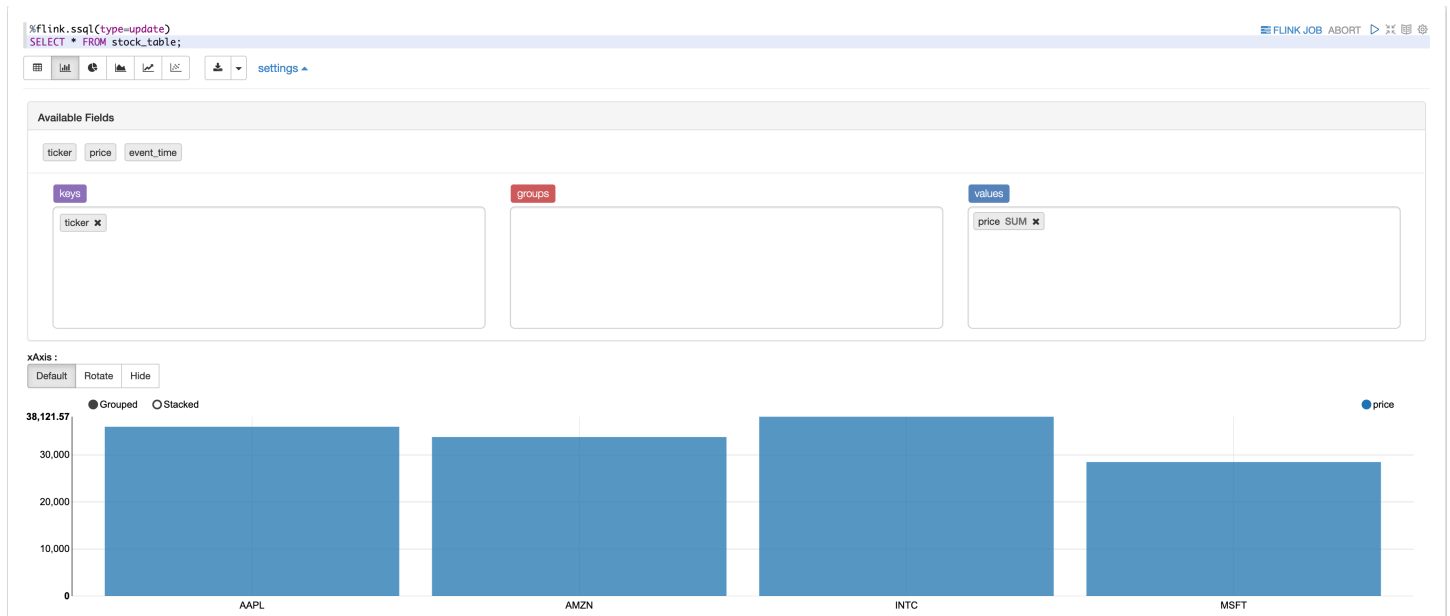 %flink.ssql(type=update)
SELECT * FROM stock_table;
FLINK JOB ABORT
settings
Available Fields
ticker price event_time
keys groups values
ticker ✖ price SUM ✖
xAxis :
Default Rotate Hide
Grouped Stacked price
38,121.57
30,000
20,000
10,000
0
AAPL AMZN INTC MSFT